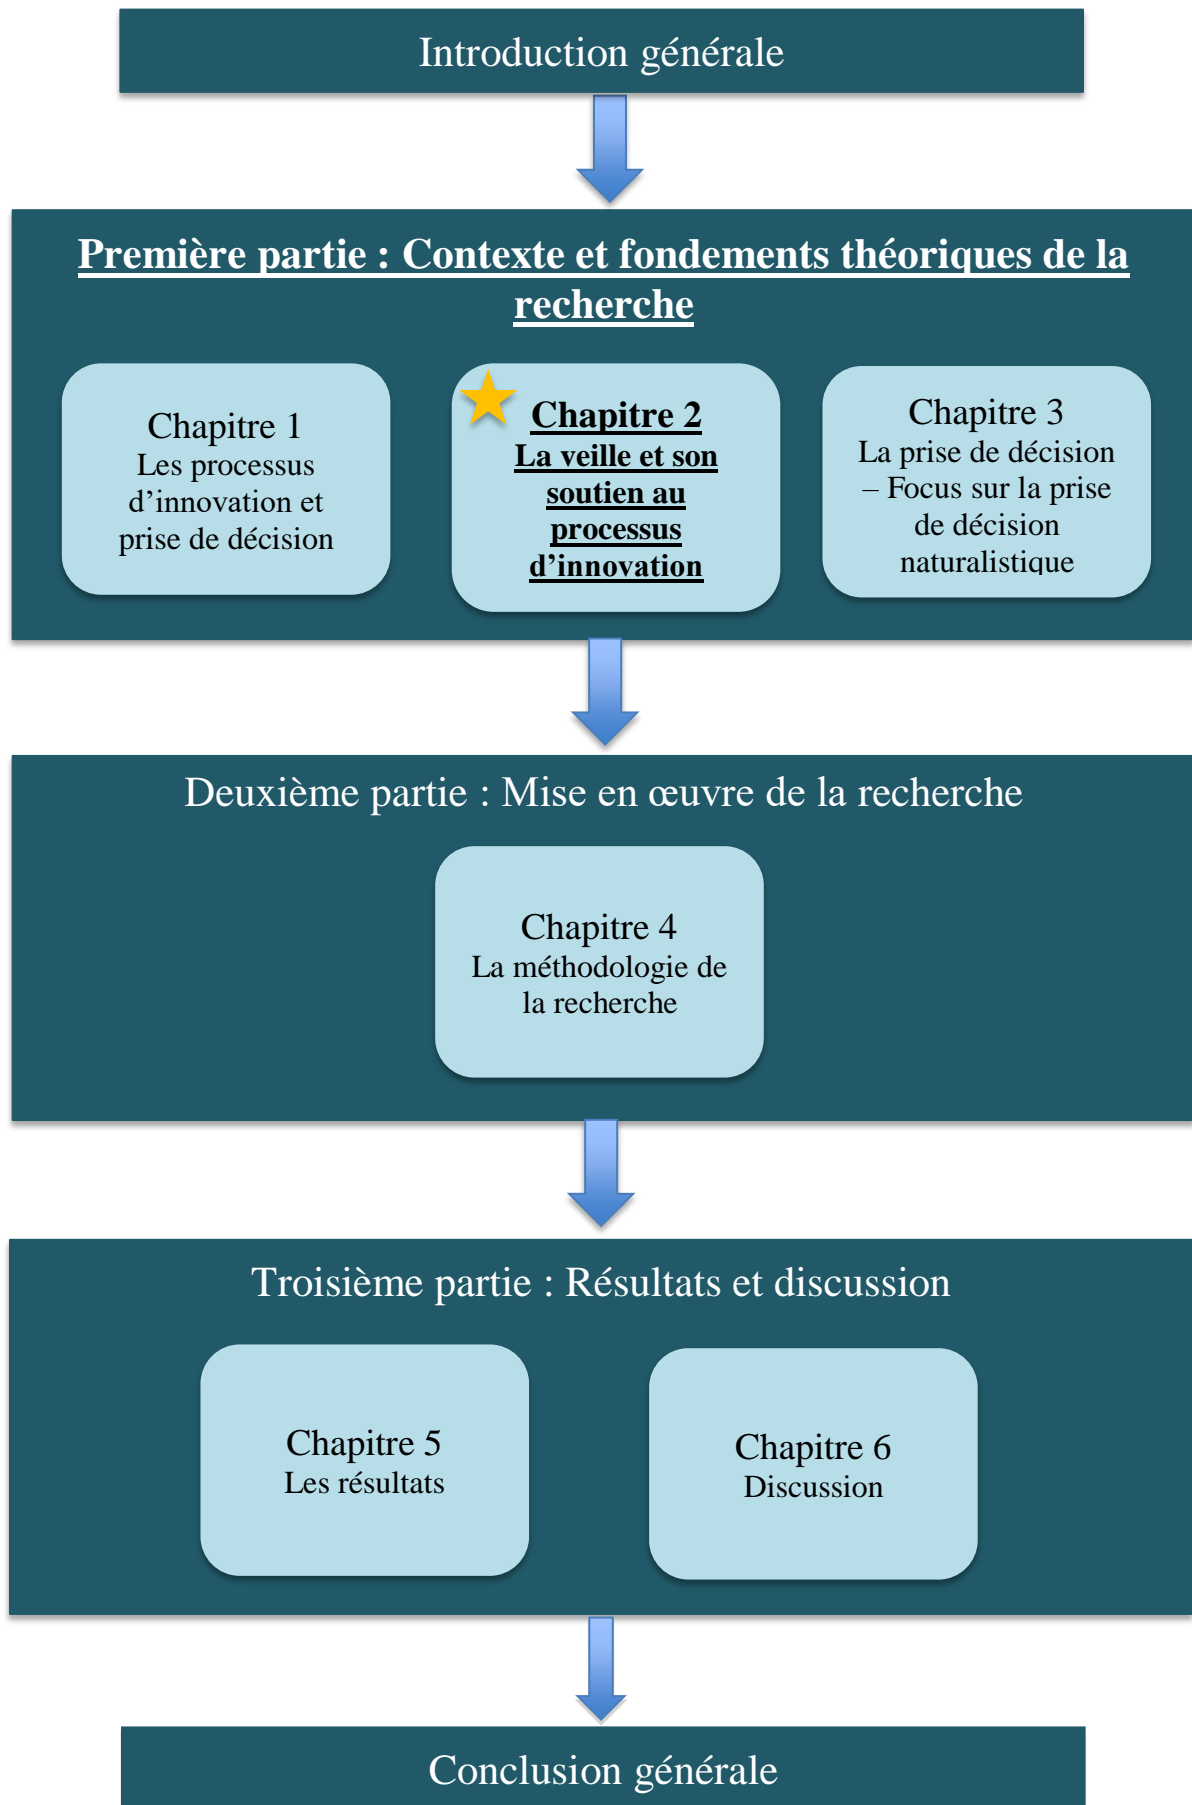 Introduction générale
Première partie : Contexte et fondements théoriques de la
recherche
Chapitre 1
Les processus
d’innovation et
prise de décision
Chapitre 2
La veille et son
soutien au
processus
d’innovation
Chapitre 3
La prise de décision
– Focus sur la prise
de décision
naturalistique
Deuxième partie : Mise en œuvre de la recherche
Chapitre 4
La méthodologie de
la recherche
Troisième partie : Résultats et discussion
Chapitre 5
Les résultats
Chapitre 6
Discussion
Conclusion générale